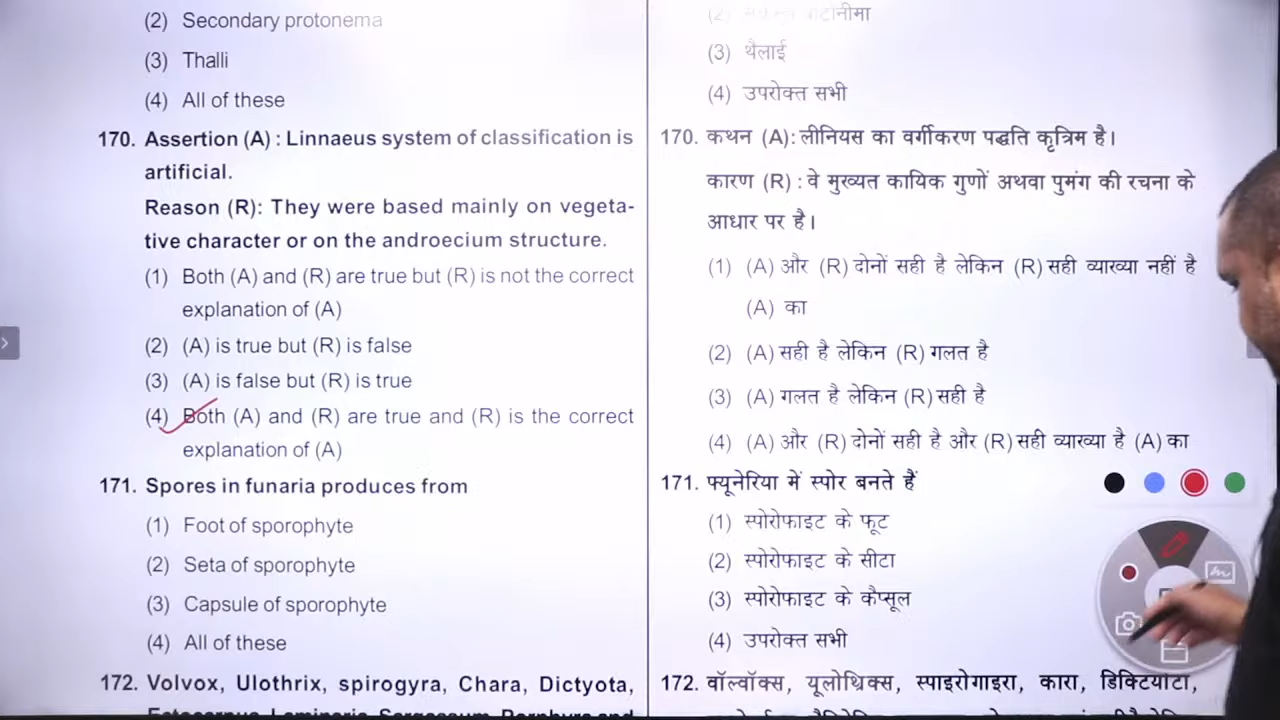 (2) Secondary protonema
(3) Thalli
(4) All of these
170. Assertion (A) : Linnaeus system of classification is
artificial.
Reason (R): They were based mainly on vegeta-
tive character or on the androecium structure.
(1) Both (A) and (R) are true but (R) is not the correct
explanation of (A)
(2) (A) is true but (R) is false
(3) (A) is false but (R) is true
(4) Both (A) and (R) are true and (R) is the correct
explanation of (A)
171. Spores in funaria produces from
(1) Foot of sporophyte
(2) Seta of sporophyte
(3) Capsule of sporophyte
(4) All of these
172. Volvox, Ulothrix, spirogyra, Chara, Dictyota,
(2)
(3) थैलाई
(4) उपरोक्त सभी
170. कथन (A): लीनियस का वर्गीकरण पद्धति कृत्रिम है।
कारण (R) : वे मुख्यत कायिक गुणों अथवा पुमंग की रचना के
आधार पर है।
(1) (A) और (R) दोनों सही है लेकिन (R) सही व्याख्या नहीं है
(A) का
(2) (A) सही है लेकिन (R) गलत है
(3) (A) गलत है लेकिन (R) सही है
(4) (A) और (R) दोनों सही है और (R) सही व्याख्या है (A) का
171. फ्यूनेरिया में स्पोर बनते हैं
(1) स्पोरोफाइट के फूट
(2) स्पोरोफाइट के सीटा
(3) स्पोरोफाइट के कैप्सूल
(4) उपरोक्त सभी
172. वॉल्वॉक्स, यूलोथ्रिक्स, स्पाइरोगाइरा, कारा, डिक्टियोटा,